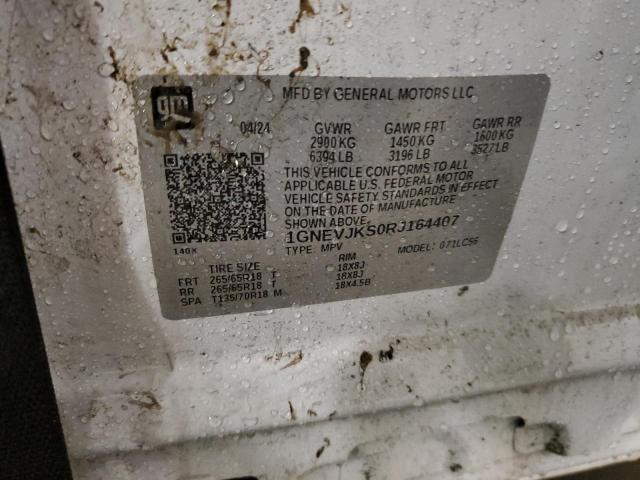 gm
MFD BY GENERAL MOTORS LLC
04/24 GVWR GAWR FRT GAWR RR
2900 KG 1450 KG 1600 KG
6394 LB 3196 LB 3527 LB
THIS VEHICLE CONFORMS TO ALL
APPLICABLE U.S. FEDERAL MOTOR
VEHICLE SAFETY STANDARDS IN EFFECT
ON THE DATE OF MANUFACTURE
SHOWN ABOVE.
1GNEVJKS0RJ164407
140X TYPE: MPV MODEL: 071LC56
TIRE SIZE RIM
FRT 265/65R18 T 18X8J
RR 265/65R18 T 18X8J
SPA T135/70R18 M 18X4.5B